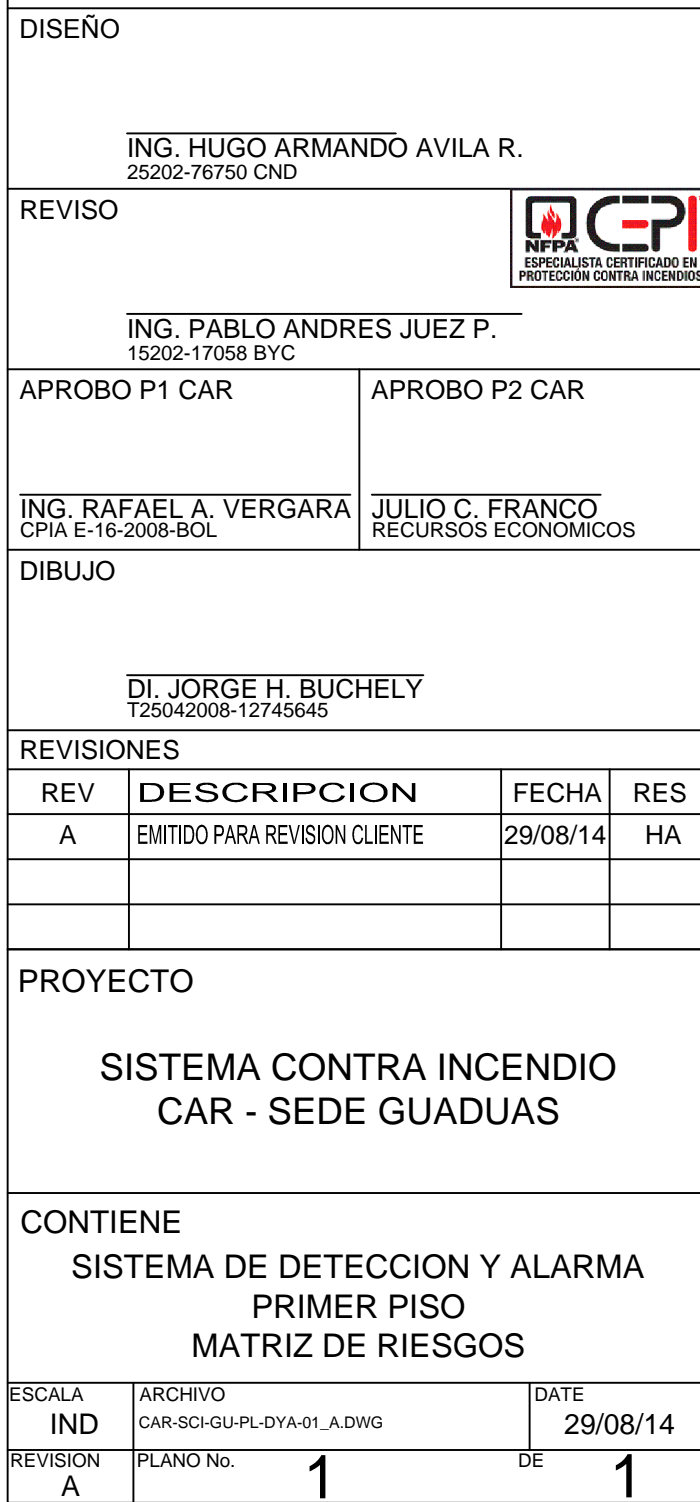 DISEÑO
ING. HUGO ARMANDO AVILA R.
25202-76750 CND
REVISO
NFPA CEPI
ESPECIALISTA CERTIFICADO EN
PROTECCIÓN CONTRA INCENDIOS
ING. PABLO ANDRES JUEZ P.
15202-17058 BYC
APROBO P1 CAR
ING. RAFAEL A. VERGARA
CPIA E-16-2008-BOL
APROBO P2 CAR
JULIO C. FRANCO
RECURSOS ECONOMICOS
DIBUJO
DI. JORGE H. BUCHELY
T25042008-12745645
REVISIONES
REV DESCRIPCION FECHA RES
A EMITIDO PARA REVISION CLIENTE 29/08/14 HA
PROYECTO
SISTEMA CONTRA INCENDIO
CAR - SEDE GUADUAS
CONTIENE
SISTEMA DE DETECCION Y ALARMA
PRIMER PISO
MATRIZ DE RIESGOS
ESCALA ARCHIVO DATE
IND CAR-SCI-GU-PL-DYA-01_A.DWG 29/08/14
REVISION PLANO No. DE
A 1 1